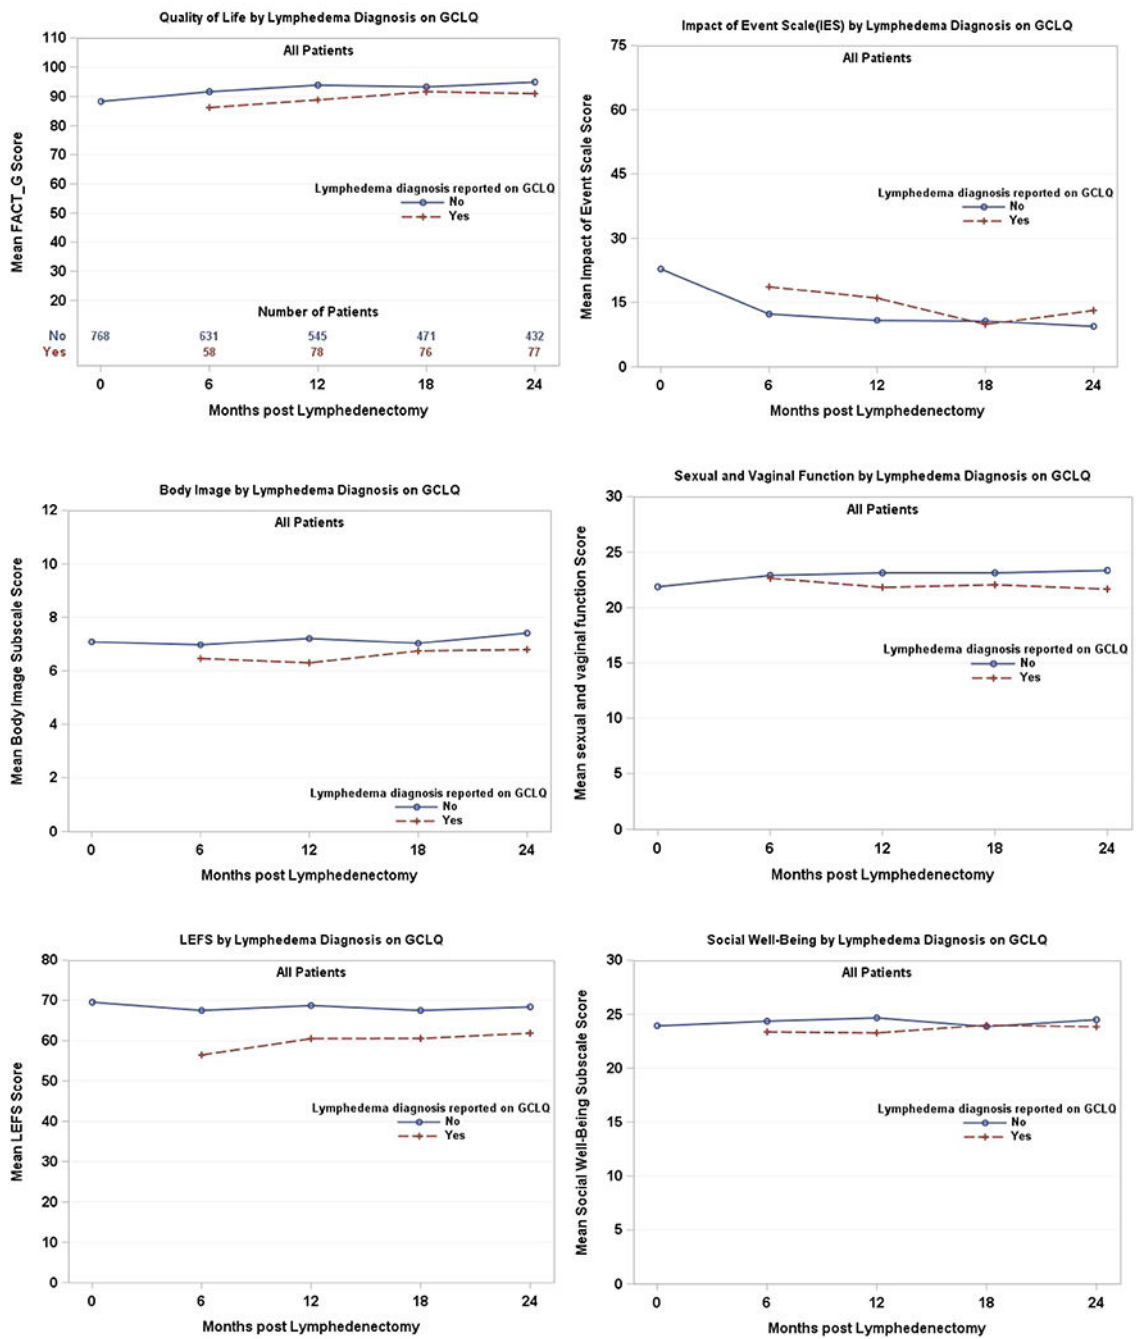 Quality of Life by Lymphedema Diagnosis on GCLQ
All Patients
110
100
90
80
70
60
50
40
30
20
Mean FACT_G Score
Lymphedema diagnosis reported on GCLQ
No
Yes
Number of Patients
No 768 631 545 471 432
Yes 58 78 76 77
0 6 12 18 24
Months post Lymphedenectomy
Impact of Event Scale(IES) by Lymphedema Diagnosis on GCLQ
All Patients
75
60
45
30
15
0
Mean Impact of Event Scale Score
Lymphedema diagnosis reported on GCLQ
No
Yes
0 6 12 18 24
Months post Lymphedenectomy
Body Image by Lymphedema Diagnosis on GCLQ
All Patients
12
10
8
6
4
2
0
Mean Body Image Subscale Score
Lymphedema diagnosis reported on GCLQ
No
Yes
0 6 12 18 24
Months post Lymphedenectomy
Sexual and Vaginal Function by Lymphedema Diagnosis on GCLQ
All Patients
30
25
20
15
10
5
0
Mean sexual and vaginal function Score
Lymphedema diagnosis reported on GCLQ
No
Yes
0 6 12 18 24
Months post Lymphedenectomy
LEFS by Lymphedema Diagnosis on GCLQ
All Patients
80
70
60
50
40
30
20
10
0
Mean LEFS Score
Lymphedema diagnosis reported on GCLQ
No
Yes
0 6 12 18 24
Months post Lymphedenectomy
Social Well-Being by Lymphedema Diagnosis on GCLQ
All Patients
30
25
20
15
10
5
0
Mean Social Well-Being Subscale Score
Lymphedema diagnosis reported on GCLQ
No
Yes
0 6 12 18 24
Months post Lymphedenectomy